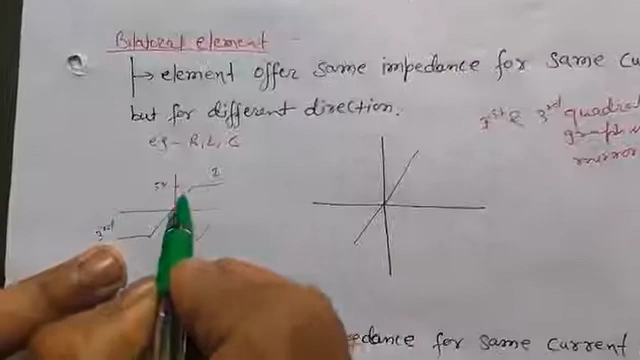 Bilateral element
↳ element offer same impedance for same cu
but for different direction.
eg - R, L, C
1st & 3rd quadra
graph
mirror
3rd
edance for same current